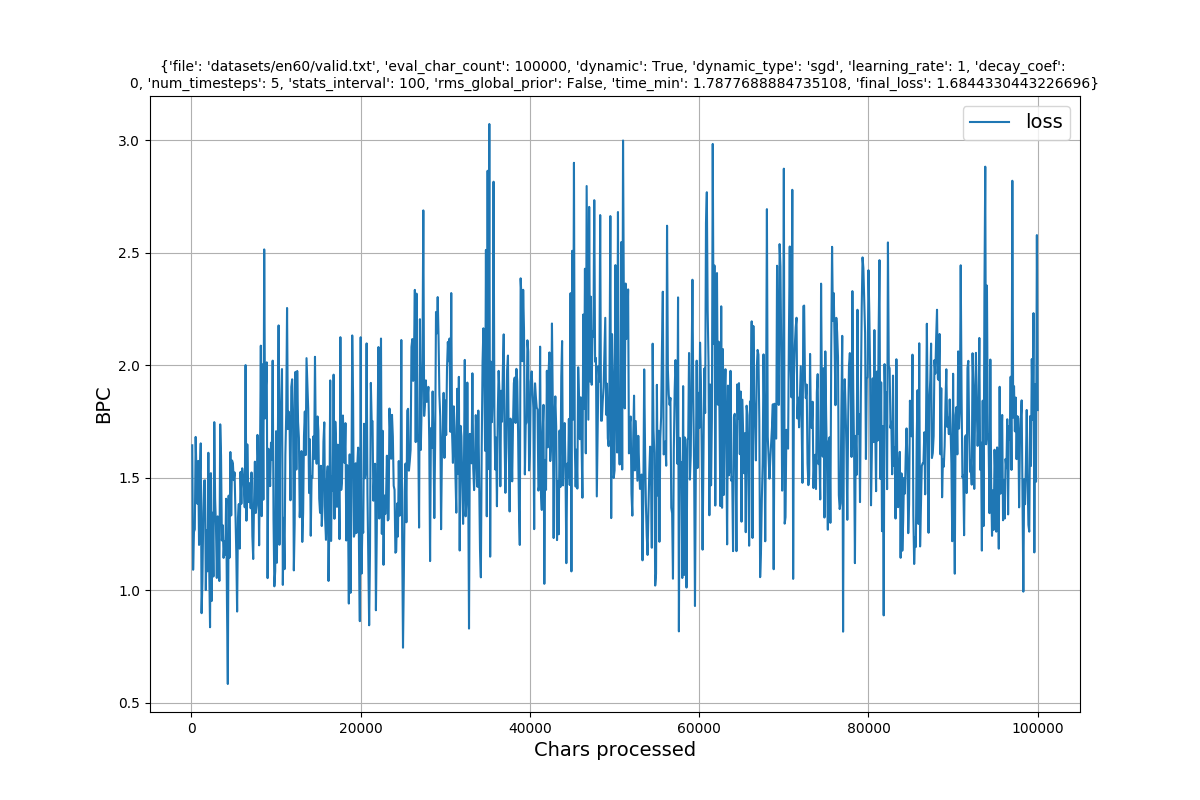 {'file': 'datasets/en60/valid.txt', 'eval_char_count': 100000, 'dynamic': True, 'dynamic_type': 'sgd', 'learning_rate': 1, 'decay_coef':
0, 'num_timesteps': 5, 'stats_interval': 100, 'rms_global_prior': False, 'time_min': 1.7877688884735108, 'final_loss': 1.6844330443226696}
loss
3.0
2.5
2.0
1.5
1.0
0.5
BPC
0 20000 40000 60000 80000 100000
Chars processed